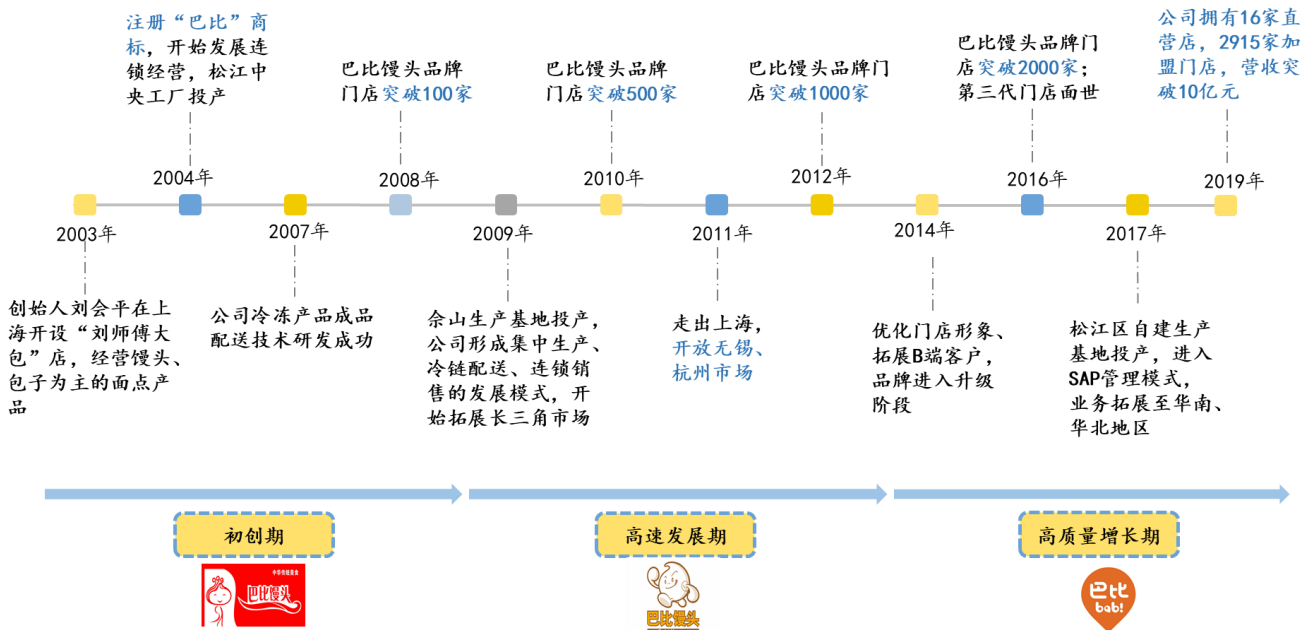 注册“巴比”商
标，开始发展连
锁经营，松江中
央工厂投产
巴比馒头品牌
门店突破100家
巴比馒头品牌
门店突破500家
巴比馒头品牌门
店突破1000家
巴比馒头品牌门
店突破2000家；
第三代门店面世
公司拥有16家直
营店，2915家加
盟门店，营收突
破10亿元
2004年
2008年
2010年
2012年
2016年
2019年
2003年
2007年
2009年
2011年
2014年
2017年
创始人刘会平在上
海开设“刘师傅大
包”店，经营馒头、
包子为主的面点产
品
公司冷冻产品成品
配送技术研发成功
佘山生产基地投产，
公司形成集中生产、
冷链配送、连锁销
售的发展模式，开
始拓展长三角市场
走出上海，
开放无锡、
杭州市场
优化门店形象、
拓展B端客户，
品牌进入升级
阶段
松江区自建生产
基地投产，进入
SAP管理模式，
业务拓展至华南、
华北地区
初创期
高速发展期
高质量增长期
中华传统美食
巴比馒头
巴比馒头
巴比
babi